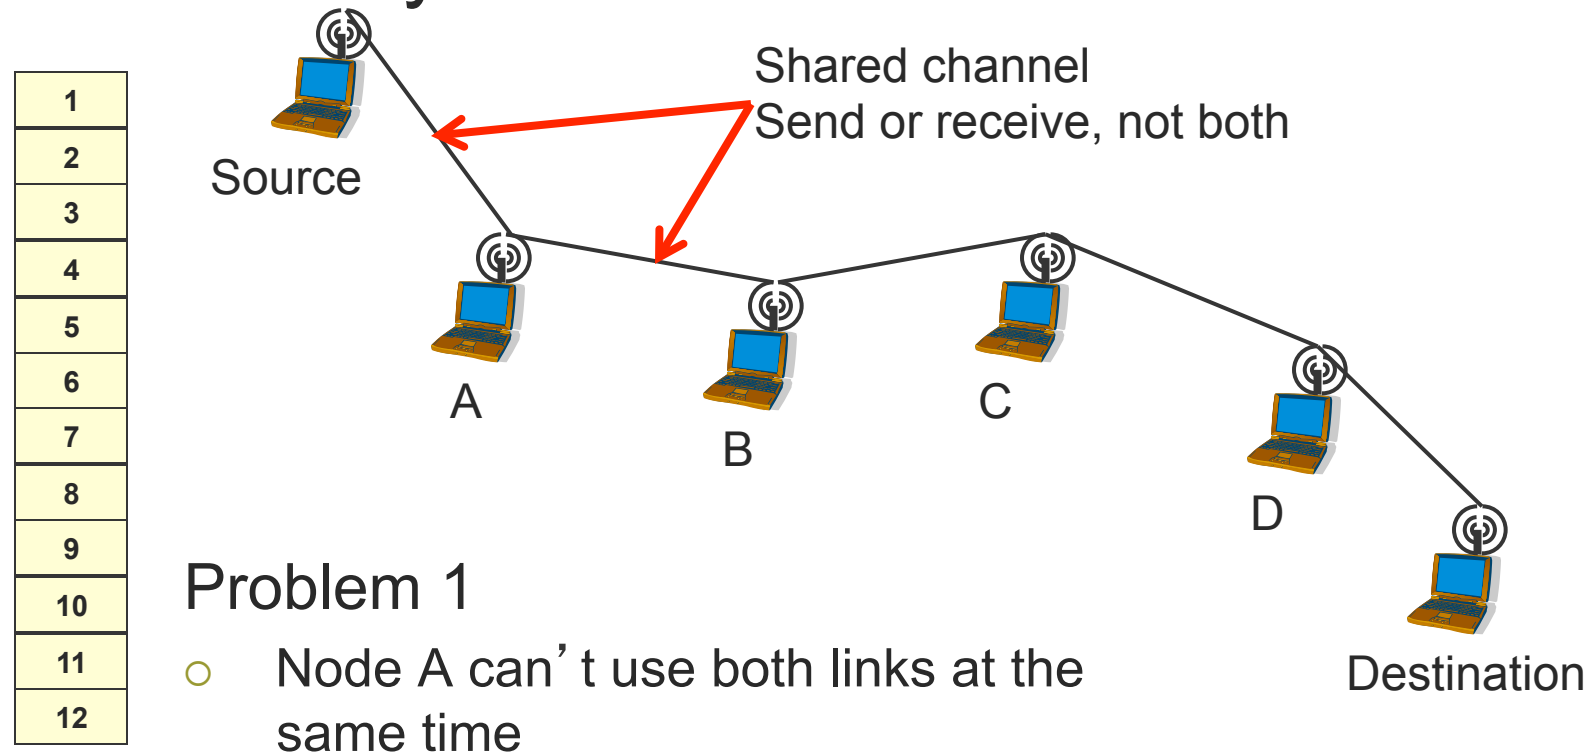 1
2
3
4
5
6
7
8
9
10
11
12
Shared channel
Send or receive, not both
Source
A
B
C
D
Destination
Problem 1
Node A can’t use both links at the
same time